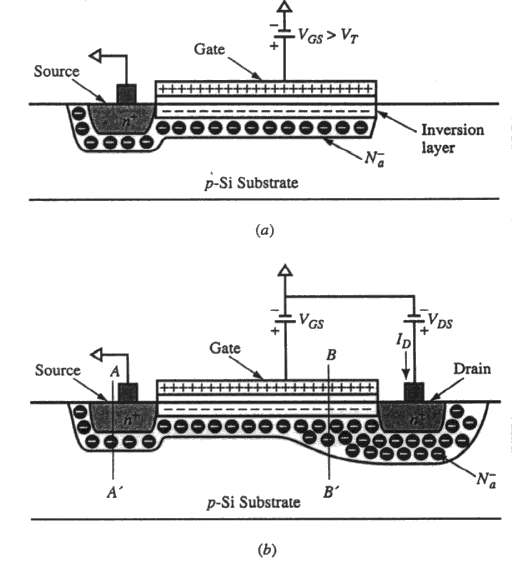 − V_GS > V_T
+
Gate
Source
+++++++++++++++++++++
n⁺
Inversion
layer
N_a⁻
p-Si Substrate
(a)
− V_GS − V_DS
+ +
I_D
Source A Gate B Drain
+++++++++++++++++++++
n⁺ n⁺
N_a⁻
A′ B′
p-Si Substrate
(b)